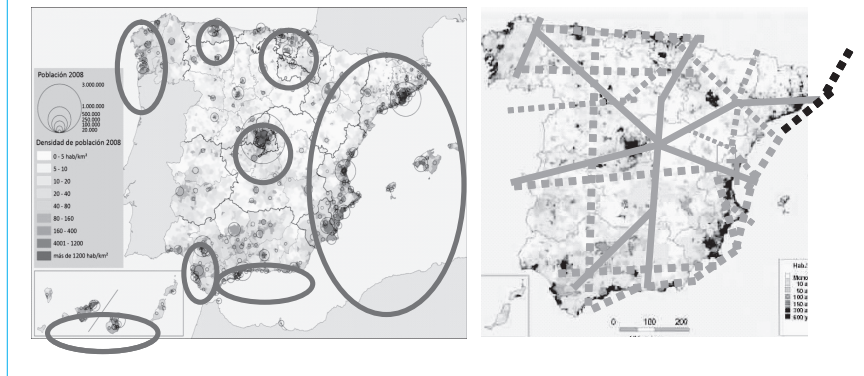 Población 2008
3.000.000
1.000.000
500.000
250.000
100.000
20.000
Densidad de población 2008
0 - 5 hab/km²
5 - 10
10 - 20
20 - 40
40 - 80
80 - 160
160 - 400
4001 - 1200
más de 1200 hab/km²
0 100 200